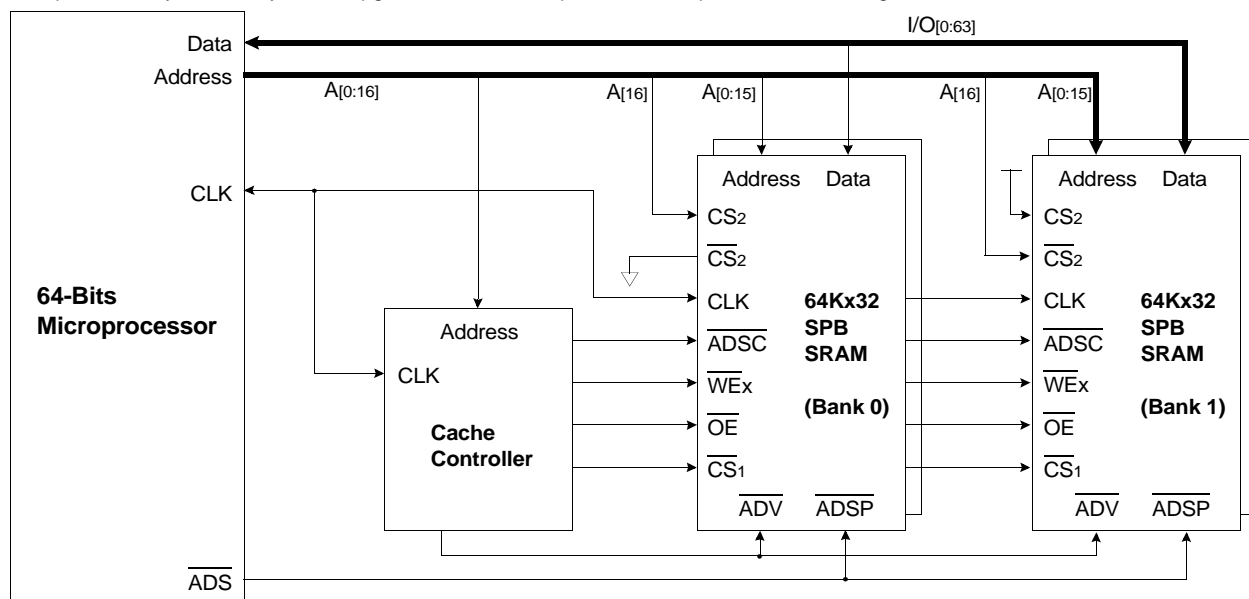 I/O[0:63]
Data
Address
A[0:16]
A[16]
A[0:15]
A[16]
A[0:15]
CLK
64-Bits
Microprocessor
ADS
Address
CLK
Cache
Controller
Address Data
CS2
CS2
CLK
ADSC
WEx
OE
CS1
ADV ADSP
64Kx32
SPB
SRAM
(Bank 0)
Address Data
CS2
CS2
CLK
ADSC
WEx
OE
CS1
ADV ADSP
64Kx32
SPB
SRAM
(Bank 1)